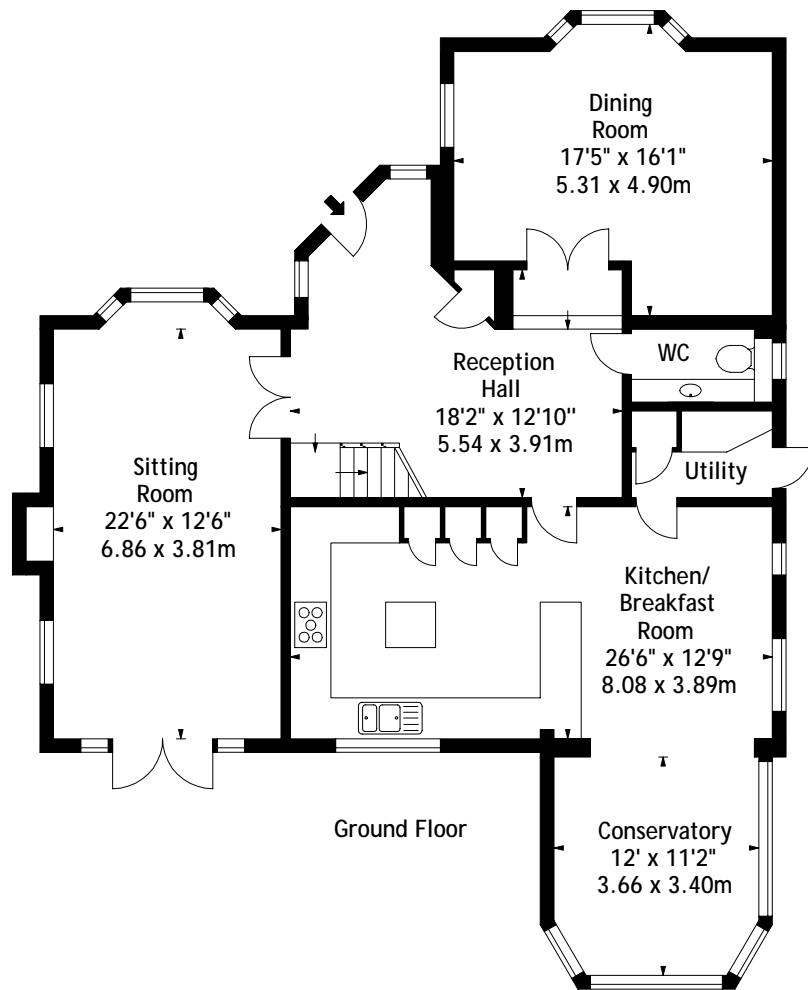 Dining
Room
17'5" x 16'1"
5.31 x 4.90m
Reception
Hall
18'2" x 12'10"
5.54 x 3.91m
WC
Sitting
Room
22'6" x 12'6"
6.86 x 3.81m
Utility
Kitchen/
Breakfast
Room
26'6" x 12'9"
8.08 x 3.89m
Ground Floor
Conservatory
12' x 11'2"
3.66 x 3.40m